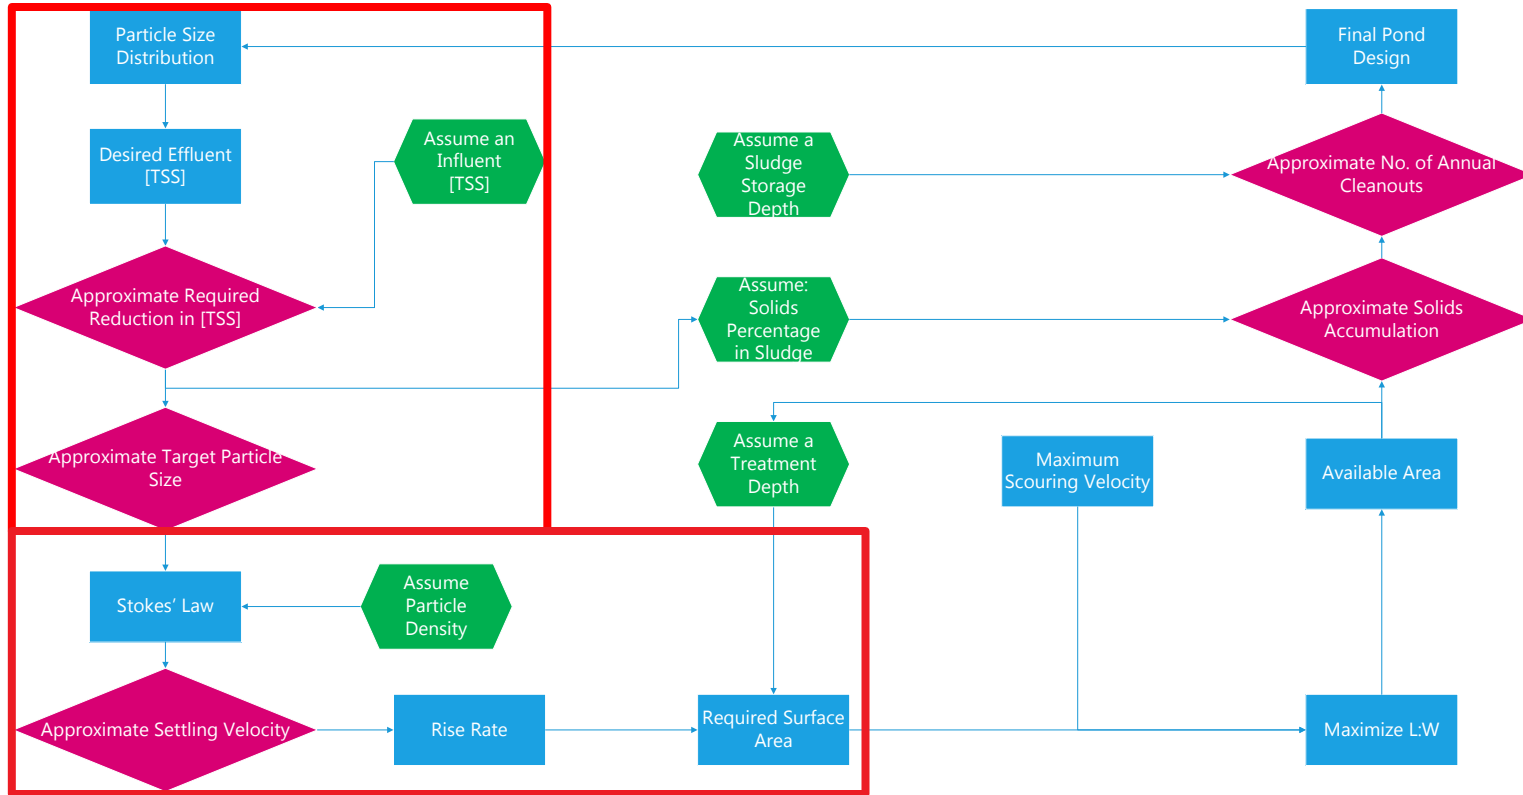 Particle Size
Distribution
Final Pond
Design
Desired Effluent
[TSS]
Assume an
Influent
[TSS]
Assume a
Sludge
Storage
Depth
Approximate No. of Annual
Cleanouts
Approximate Required
Reduction in [TSS]
Assume:
Solids
Percentage
in Sludge
Approximate Solids
Accumulation
Approximate Target Particle
Size
Assume a
Treatment
Depth
Maximum
Scouring Velocity
Available Area
Stokes’ Law
Assume
Particle
Density
Approximate Settling Velocity
Rise Rate
Required Surface
Area
Maximize L:W